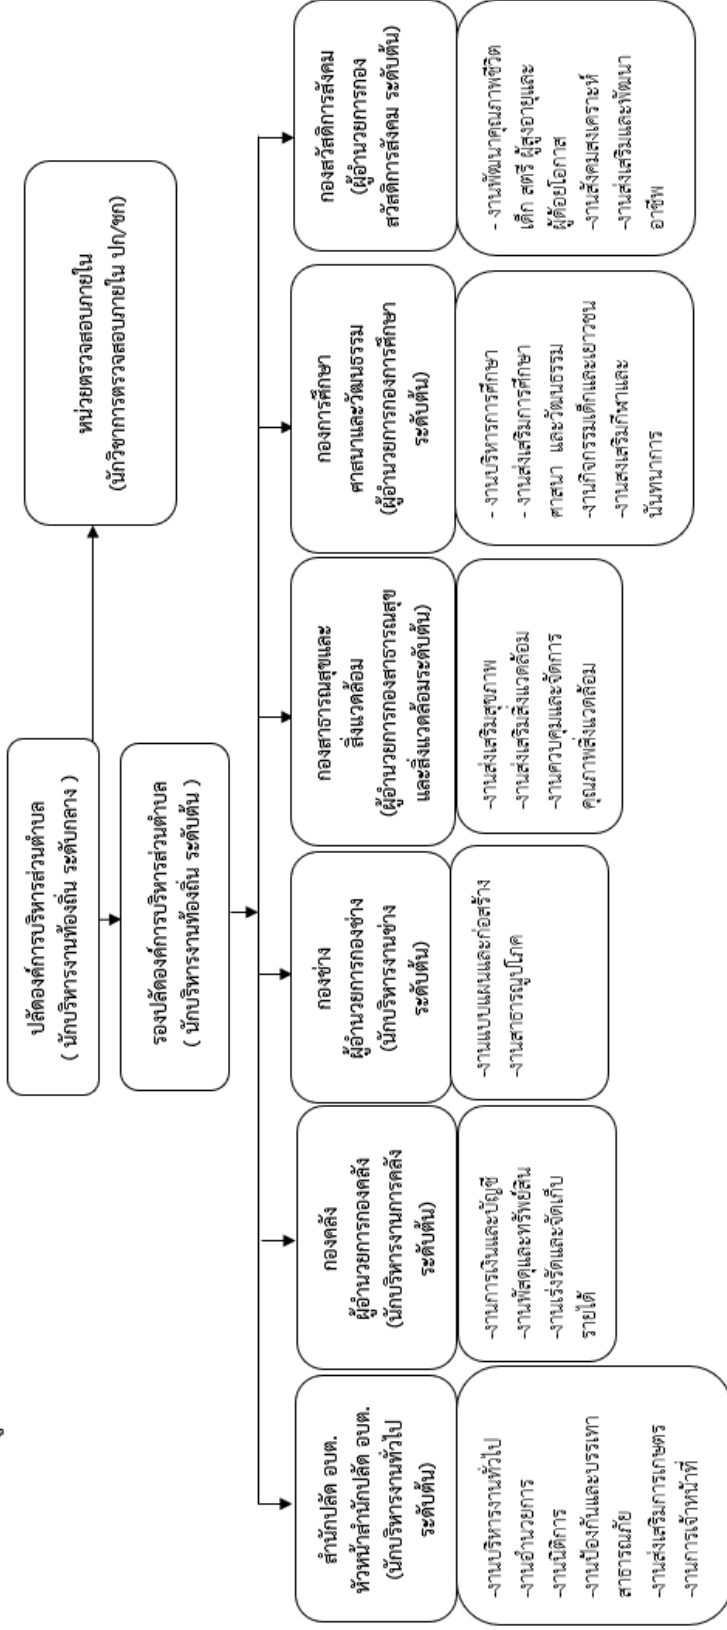 ปลัดองค์การบริหารส่วนตำบล
( นักบริหารงานท้องถิ่น ระดับกลาง )
หน่วยตรวจสอบภายใน
(นักวิชาการตรวจสอบภายใน ปก/ชก)
รองปลัดองค์การบริหารส่วนตำบล
( นักบริหารงานท้องถิ่น ระดับต้น )
สำนักปลัด อบต.
หัวหน้าสำนักปลัด อบต.
(นักบริหารงานทั่วไป
ระดับต้น)
-งานบริหารงานทั่วไป
-งานอำนวยการ
-งานนิติการ
-งานป้องกันและบรรเทา
สาธารณภัย
-งานส่งเสริมการเกษตร
-งานการเจ้าหน้าที่
กองคลัง
ผู้อำนวยการกองคลัง
(นักบริหารงานการคลัง
ระดับต้น)
-งานการเงินและบัญชี
-งานพัสดุและทรัพย์สิน
-งานเร่งรัดและจัดเก็บ
รายได้
กองช่าง
ผู้อำนวยการกองช่าง
(นักบริหารงานช่าง
ระดับต้น)
-งานแบบแผนและก่อสร้าง
-งานสาธารณูปโภค
กองสาธารณสุขและ
สิ่งแวดล้อม
(ผู้อำนวยการกองสาธารณสุข
และสิ่งแวดล้อมระดับต้น)
-งานส่งเสริมสุขภาพ
-งานส่งเสริมสิ่งแวดล้อม
-งานควบคุมและจัดการ
คุณภาพสิ่งแวดล้อม
กองการศึกษา
ศาสนาและวัฒนธรรม
(ผู้อำนวยการกองการศึกษา
ระดับต้น)
- งานบริหารการศึกษา
- งานส่งเสริมการศึกษา
ศาสนา และวัฒนธรรม
-งานกิจกรรมเด็กและเยาวชน
-งานส่งเสริมกีฬาและ
นันทนาการ
กองสวัสดิการสังคม
(ผู้อำนวยการกอง
สวัสดิการสังคม ระดับต้น)
- งานพัฒนาคุณภาพชีวิต
เด็ก สตรี ผู้สูงอายุและ
ผู้ด้อยโอกาส
-งานสังคมสงเคราะห์
-งานส่งเสริมและพัฒนา
อาชีพ